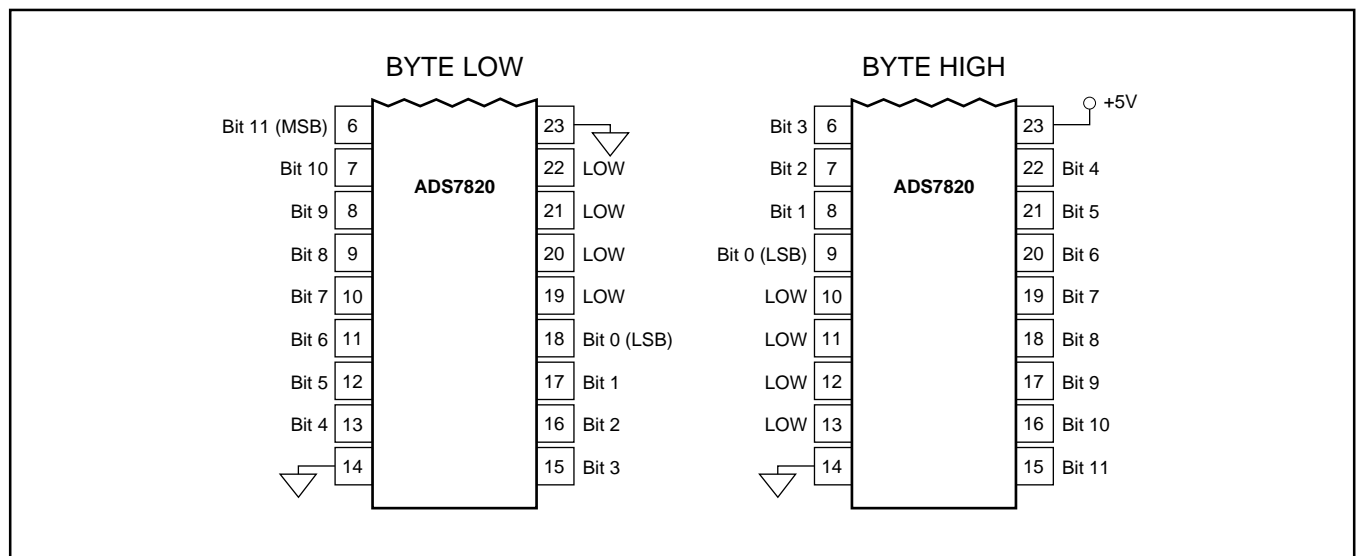 BYTE LOW
Bit 11 (MSB) 6 23
Bit 10 7 22 LOW
ADS7820
Bit 9 8 21 LOW
Bit 8 9 20 LOW
Bit 7 10 19 LOW
Bit 6 11 18 Bit 0 (LSB)
Bit 5 12 17 Bit 1
Bit 4 13 16 Bit 2
14 15 Bit 3
BYTE HIGH
+5V
Bit 3 6 23
Bit 2 7 22 Bit 4
ADS7820
Bit 1 8 21 Bit 5
Bit 0 (LSB) 9 20 Bit 6
LOW 10 19 Bit 7
LOW 11 18 Bit 8
LOW 12 17 Bit 9
LOW 13 16 Bit 10
14 15 Bit 11